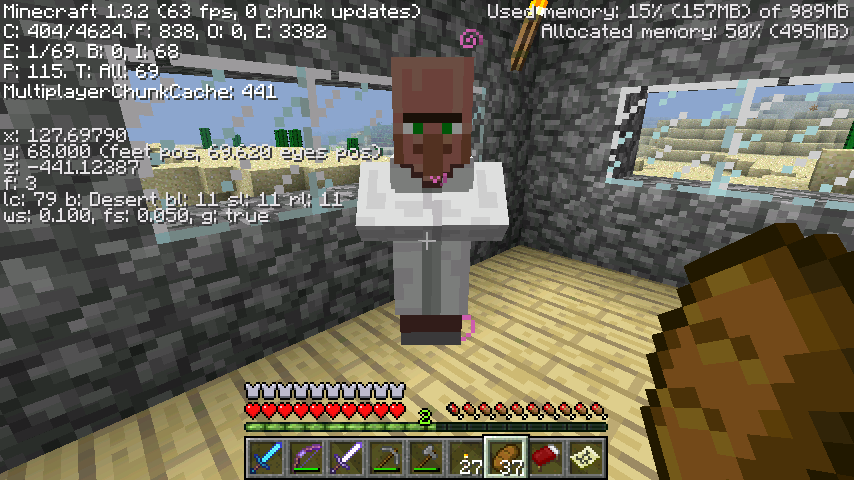 Minecraft 1.3.2 (63 fps, 0 chunk updates)
Used memory: 15% (157MB) of 989MB
C: 404/4624. F: 838, O: 0, E: 3382
Allocated memory: 50% (495MB)
E: 1/69. B: 0, I: 68
P: 115. T: All: 69
MultiplayerChunkCache: 441
x: 127.69790
y: 68.000 (feet pos, 69.620 eyes pos)
z: -441.12387
f: 3
lc: 79 b: Desert bl: 11 sl: 11 rl: 11
ws: 0.100, fs: 0.050, g: true
8
27
37